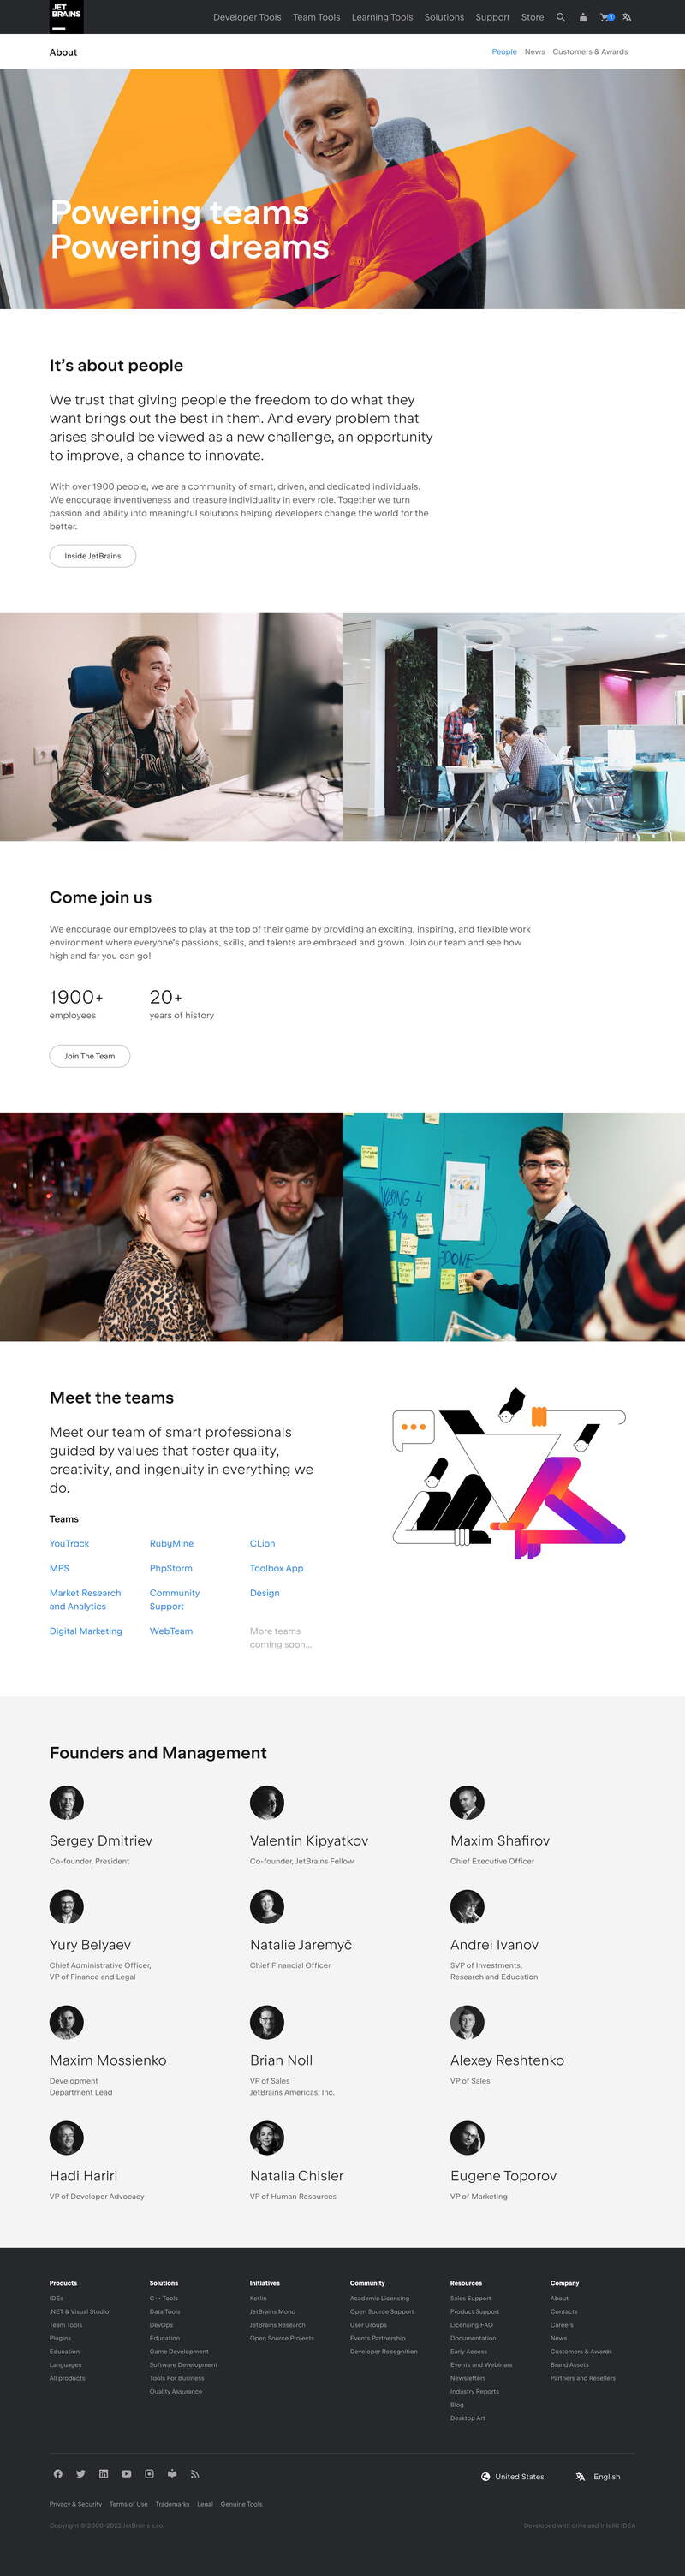 JET
BRAINS
Developer Tools Team Tools Learning Tools Solutions Support Store
About
People News Customers & Awards
Powering teams
Powering dreams
It's about people
We trust that giving people the freedom to do what they
want brings out the best in them. And every problem that
arises should be viewed as a new challenge, an opportunity
to improve, a chance to innovate.
With over 1900 people, we are a community of smart, driven, and dedicated individuals.
We encourage inventiveness and treasure individuality in every role. Together we turn
passion and ability into meaningful solutions helping developers change the world for the
better.
Inside JetBrains
Come join us
We encourage our employees to play at the top of their game by providing an exciting, inspiring, and flexible work
environment where everyone's passions, skills, and talents are embraced and grown. Join our team and see how
high and far you can go!
1900+ 20+
employees years of history
Join The Team
DONE
Meet the teams
Meet our team of smart professionals
guided by values that foster quality,
creativity, and ingenuity in everything we
do.
Teams
YouTrack RubyMine CLion
MPS PhpStorm Toolbox App
Market Research
and Analytics
Community
Support
Design
Digital Marketing WebTeam
More teams
coming soon...
Founders and Management
Sergey Dmitriev
Co-founder, President
Valentin Kipyatkov
Co-founder, JetBrains Fellow
Maxim Shafirov
Chief Executive Officer
Yury Belyaev
Chief Administrative Officer,
VP of Finance and Legal
Natalie Jaremyč
Chief Financial Officer
Andrei Ivanov
SVP of Investments,
Research and Education
Maxim Mossienko
Development
Department Lead
Brian Noll
VP of Sales
JetBrains Americas, Inc.
Alexey Reshtenko
VP of Sales
Hadi Hariri
VP of Developer Advocacy
Natalia Chisler
VP of Human Resources
Eugene Toporov
VP of Marketing
Products
IDEs
.NET & Visual Studio
Team Tools
Plugins
Education
Languages
All products
Solutions
C++ Tools
Data Tools
DevOps
Education
Game Development
Software Development
Tools For Business
Quality Assurance
Initiatives
Kotlin
JetBrains Mono
JetBrains Research
Open Source Projects
Community
Academic Licensing
Open Source Support
User Groups
Events Partnership
Developer Recognition
Resources
Sales Support
Product Support
Licensing FAQ
Documentation
Early Access
Events and Webinars
Newsletters
Industry Reports
Blog
Desktop Art
Company
About
Contacts
Careers
News
Customers & Awards
Brand Assets
Partners and Resellers
United States English
Privacy & Security Terms of Use Trademarks Legal Genuine Tools
Copyright © 2000-2022 JetBrains s.r.o.
Developed with drive and IntelliJ IDEA